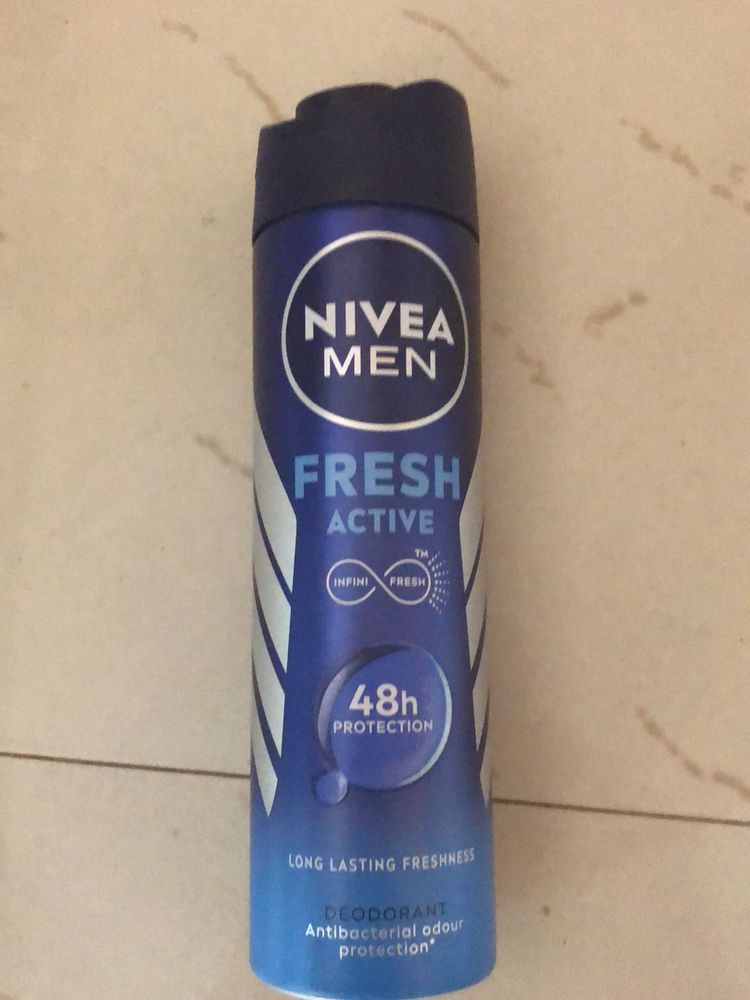 NIVEA
MEN
FRESH
ACTIVE
TM
INFINI FRESH
48h
PROTECTION
LONG LASTING FRESHNESS
DEODORANT
Antibacterial odour
protection*